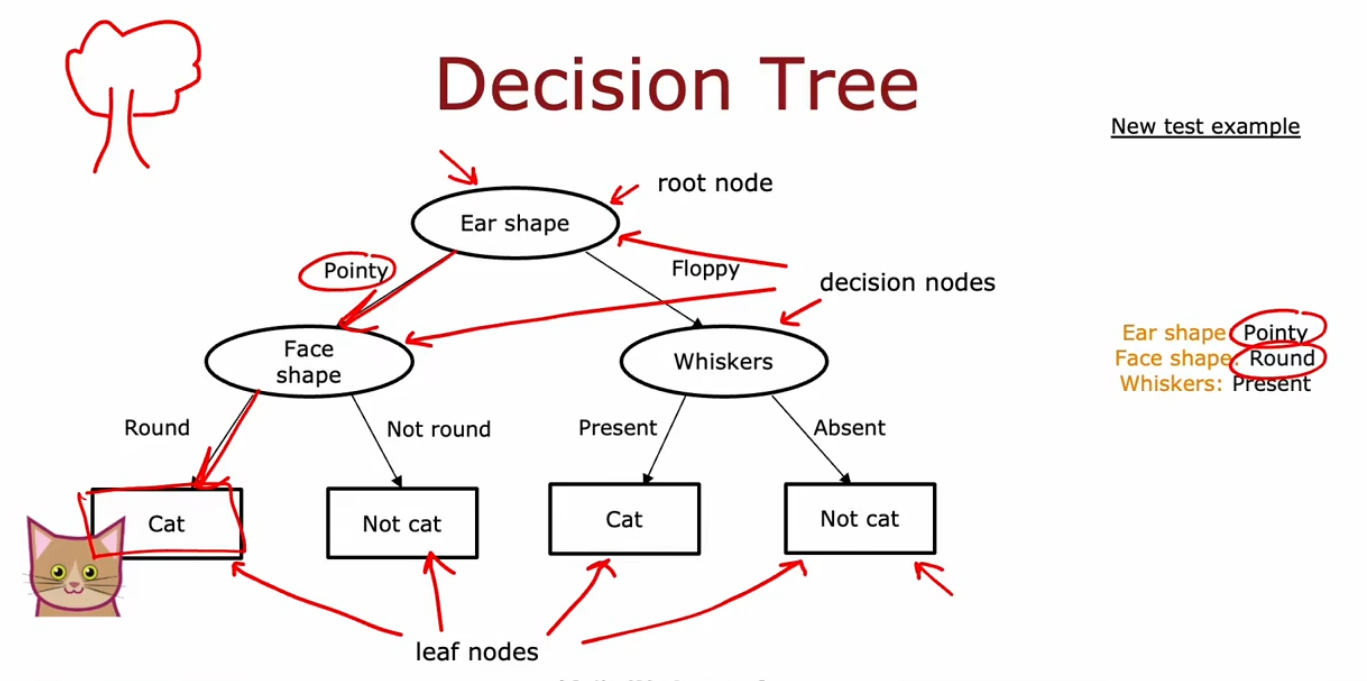 Decision Tree
New test example
root node
Ear shape
Pointy
Floppy
decision nodes
Face
shape
Whiskers
Ear shape Pointy
Face shape: Round
Whiskers: Present
Round
Not round
Present
Absent
Cat
Not cat
Cat
Not cat
leaf nodes